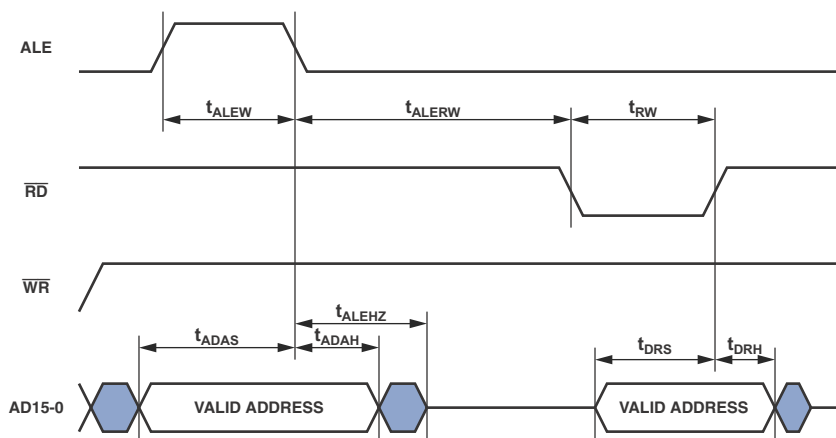 ALE
tALEW
tALERW
tRW
RD
WR
tALEHZ
tADAS
tADAH
tDRS
tDRH
AD15-0
VALID ADDRESS
VALID ADDRESS